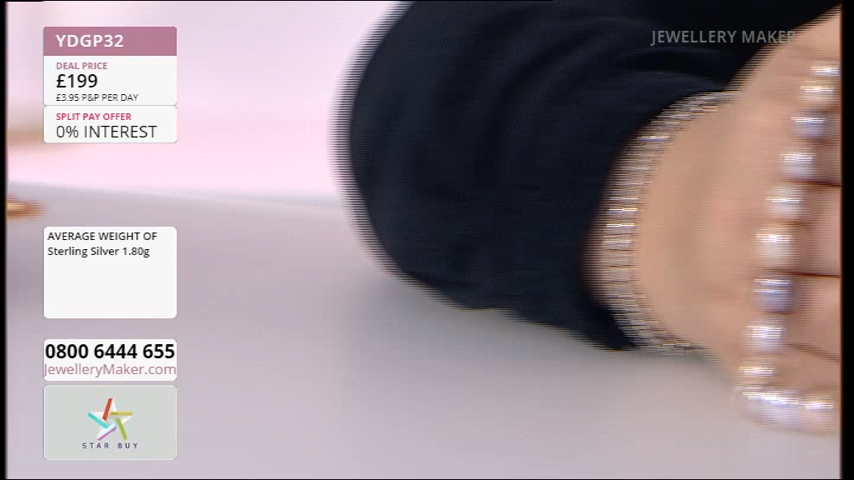 YDGP32
DEAL PRICE
£199
£3.95 P&P PER DAY
SPLIT PAY OFFER
0% INTEREST
AVERAGE WEIGHT OF
Sterling Silver 1.80g
0800 6444 655
JewelleryMaker.com
STAR BUY
JEWELLERY MAKER